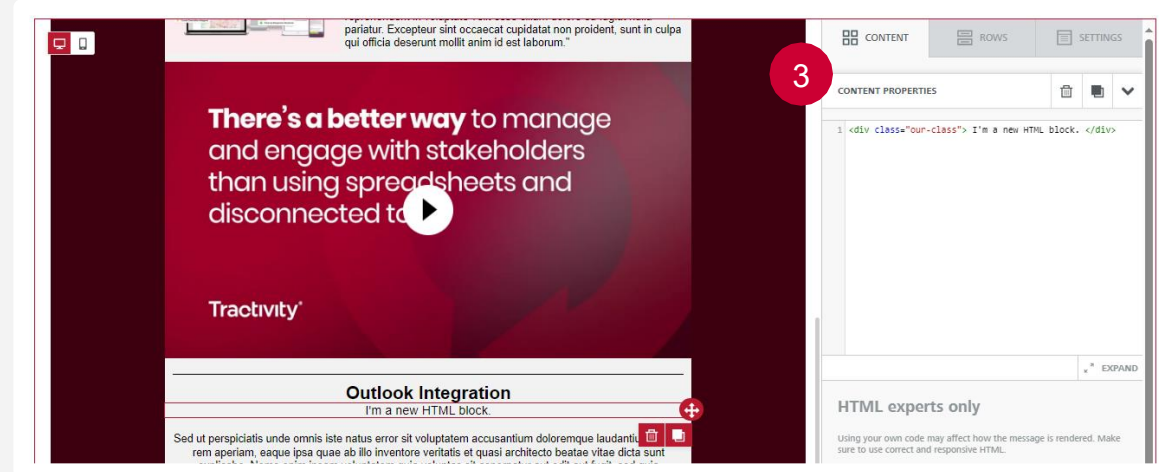 reprehenderit in voluptate velit esse cillum dolore eu fugiat nulla
pariatur. Excepteur sint occaecat cupidatat non proident, sunt in culpa
qui officia deserunt mollit anim id est laborum."
There's a better way to manage
and engage with stakeholders
than using spreadsheets and
disconnected
Tractivity
Outlook Integration
I'm a new HTML block.
Sed ut perspiciatis unde omnis iste natus error sit voluptatem accusantium doloremque
rem aperiam, eaque ipsa quae ab illo inventore veritatis et quasi architecto beatae vitae dicta sunt
3
CONTENT
ROWS
SETTINGS
CONTENT PROPERTIES
1 <div class="our-class"> I'm a new HTML block. </div>
EXPAND
HTML experts only
Using your own code may affect how the message is rendered. Make
sure to use correct and responsive HTML.